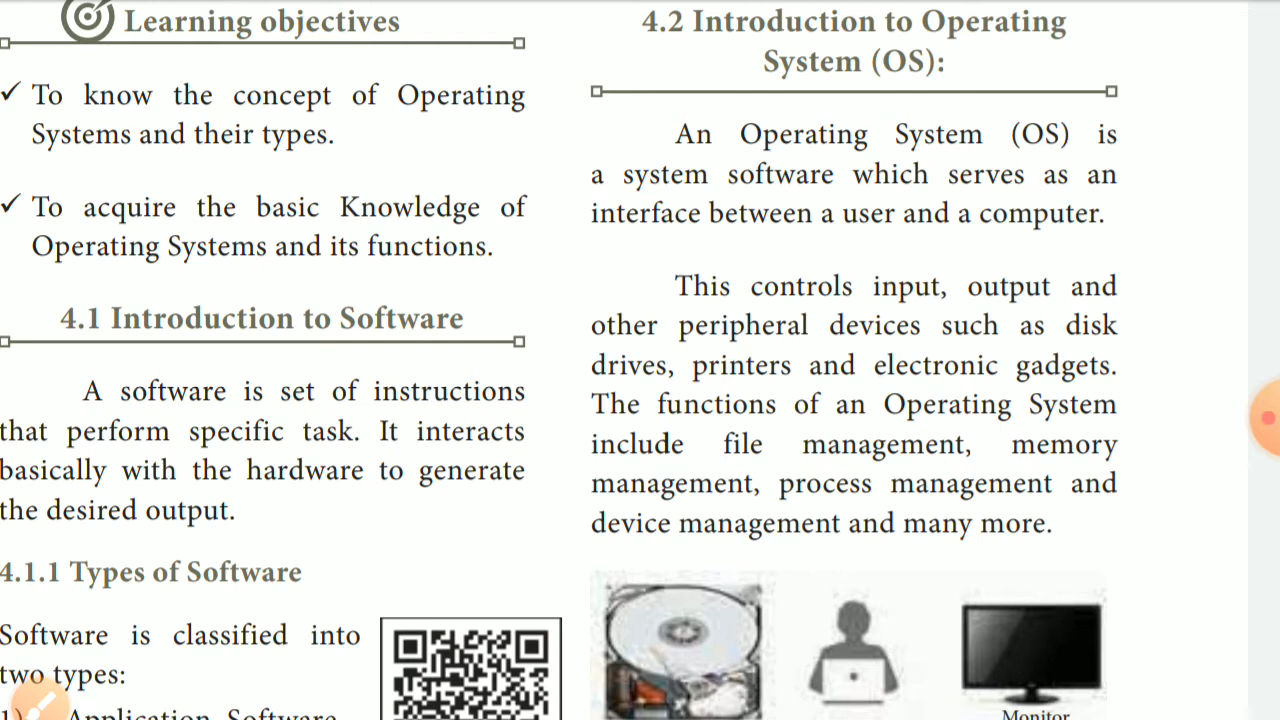 Learning objectives
✓ To know the concept of Operating
Systems and their types.
✓ To acquire the basic Knowledge of
Operating Systems and its functions.
4.1 Introduction to Software
A software is set of instructions
that perform specific task. It interacts
basically with the hardware to generate
the desired output.
4.1.1 Types of Software
Software is classified into
two types:
1) Application Software
4.2 Introduction to Operating
System (OS):
An Operating System (OS) is
a system software which serves as an
interface between a user and a computer.
This controls input, output and
other peripheral devices such as disk
drives, printers and electronic gadgets.
The functions of an Operating System
include file management, memory
management, process management and
device management and many more.
Monitor